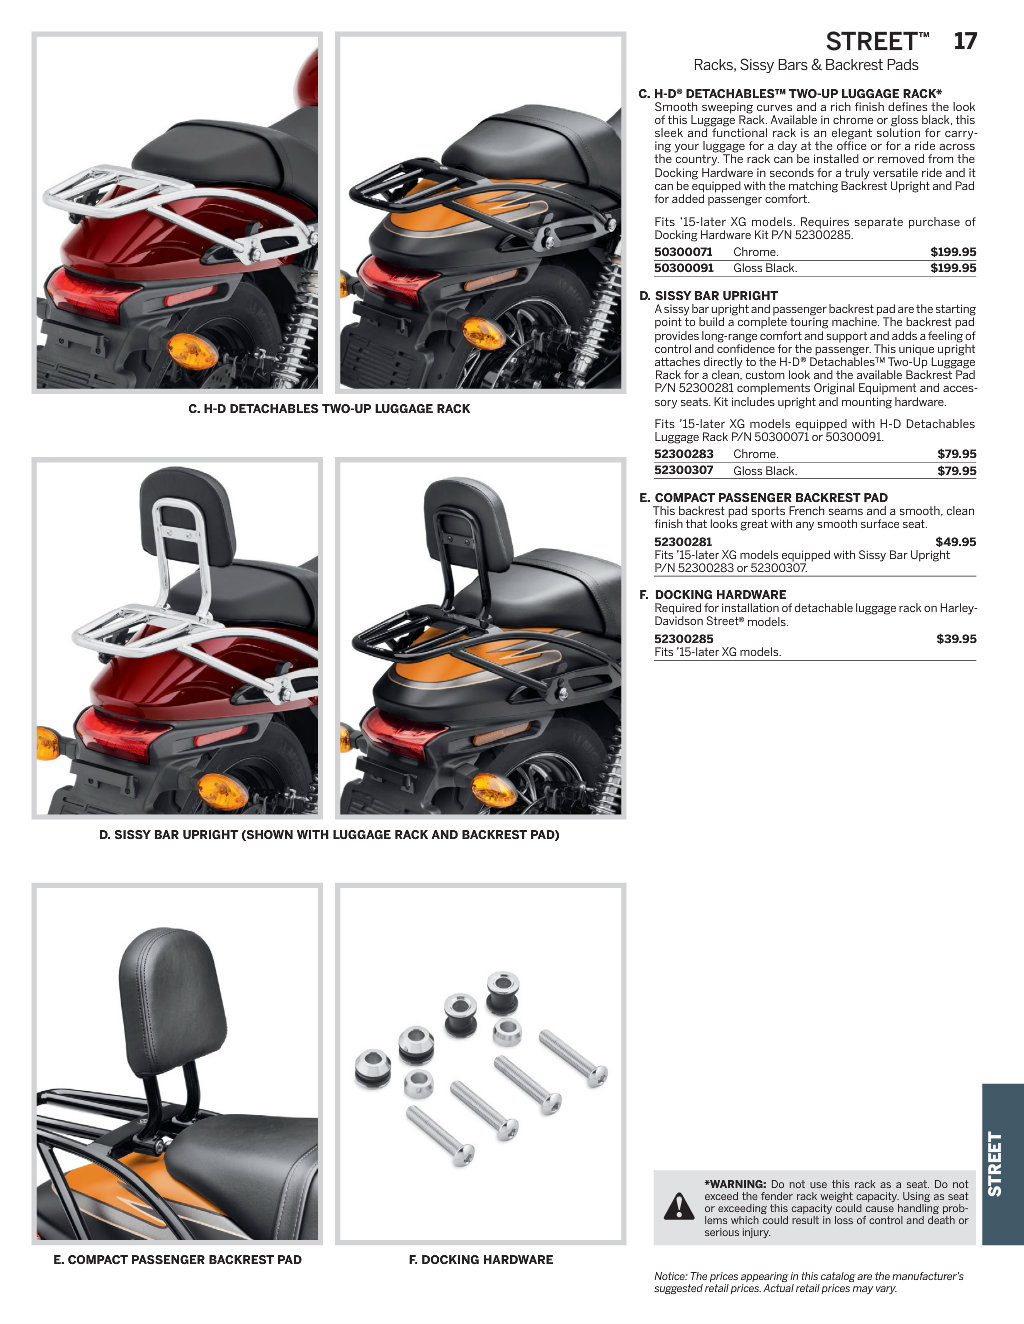 STREET™ 17
Racks, Sissy Bars & Backrest Pads
C. H-D® DETACHABLES™ TWO-UP LUGGAGE RACK*
Smooth sweeping curves and a rich finish defines the look
of this Luggage Rack. Available in chrome or gloss black, this
sleek and functional rack is an elegant solution for carry-
ing your luggage for a day at the office or for a ride across
the country. The rack can be installed or removed from the
Docking Hardware in seconds for a truly versatile ride and it
can be equipped with the matching Backrest Upright and Pad
for added passenger comfort.
Fits ’15-later XG models. Requires separate purchase of
Docking Hardware Kit P/N 52300285.
50300071 Chrome. $199.95
50300091 Gloss Black. $199.95
D. SISSY BAR UPRIGHT
A sissy bar upright and passenger backrest pad are the starting
point to build a complete touring machine. The backrest pad
provides long-range comfort and support and adds a feeling of
control and confidence for the passenger. This unique upright
attaches directly to the H-D® Detachables™ Two-Up Luggage
Rack for a clean, custom look and the available Backrest Pad
P/N 52300281 complements Original Equipment and acces-
sory seats. Kit includes upright and mounting hardware.
Fits ’15-later XG models equipped with H-D Detachables
Luggage Rack P/N 50300071 or 50300091.
52300283 Chrome. $79.95
52300307 Gloss Black. $79.95
E. COMPACT PASSENGER BACKREST PAD
This backrest pad sports French seams and a smooth, clean
finish that looks great with any smooth surface seat.
52300281 $49.95
Fits ’15-later XG models equipped with Sissy Bar Upright
P/N 52300283 or 52300307.
F. DOCKING HARDWARE
Required for installation of detachable luggage rack on Harley-
Davidson Street® models.
52300285 $39.95
Fits ’15-later XG models.
C. H-D DETACHABLES TWO-UP LUGGAGE RACK
D. SISSY BAR UPRIGHT (SHOWN WITH LUGGAGE RACK AND BACKREST PAD)
E. COMPACT PASSENGER BACKREST PAD
F. DOCKING HARDWARE
STREET
*WARNING: Do not use this rack as a seat. Do not
exceed the fender rack weight capacity. Using as seat
or exceeding this capacity could cause handling prob-
lems which could result in loss of control and death or
serious injury.
Notice: The prices appearing in this catalog are the manufacturer’s
suggested retail prices. Actual retail prices may vary.